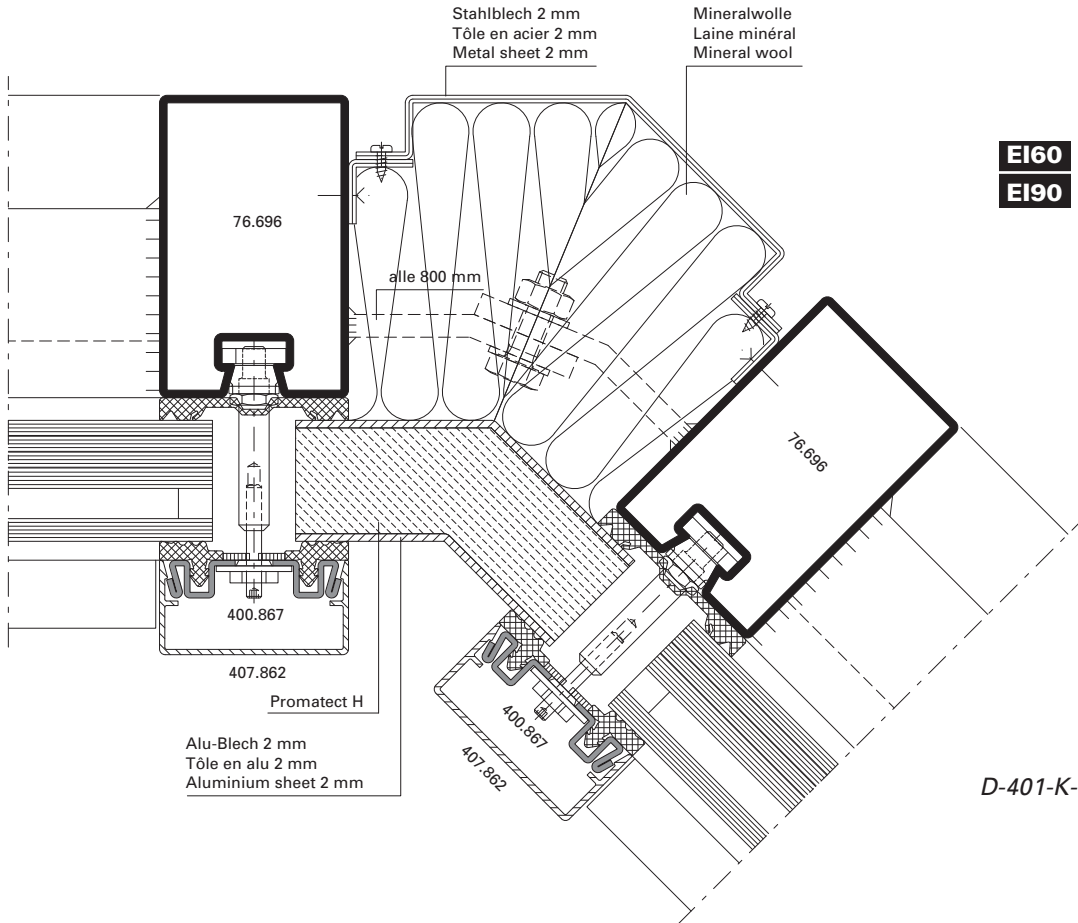 Stahlblech 2 mm
Tôle en acier 2 mm
Metal sheet 2 mm
Mineralwolle
Laine minéral
Mineral wool
EI60
EI90
76.696
alle 800 mm
76.696
400.867
407.862
Promatect H
400.867
407.862
Alu-Blech 2 mm
Tôle en alu 2 mm
Aluminium sheet 2 mm
D-401-K-